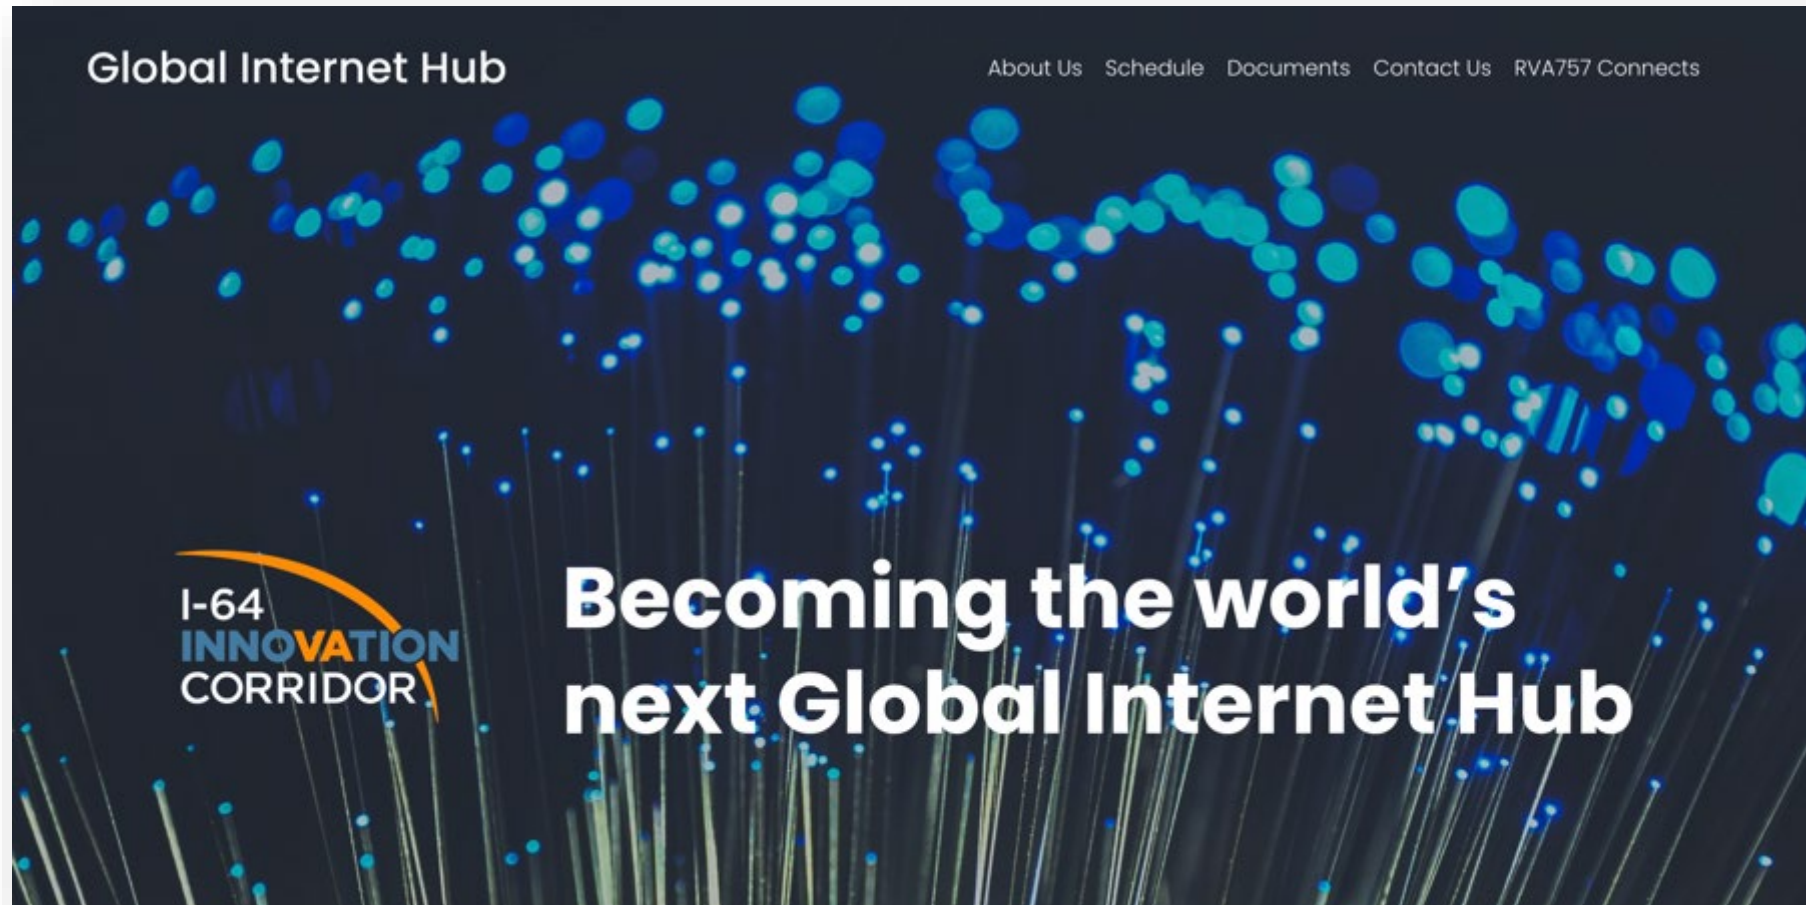 Global Internet Hub
About Us Schedule Documents Contact Us RVA757 Connects
I-64
INNOVATION
CORRIDOR
Becoming the world’s
next Global Internet Hub